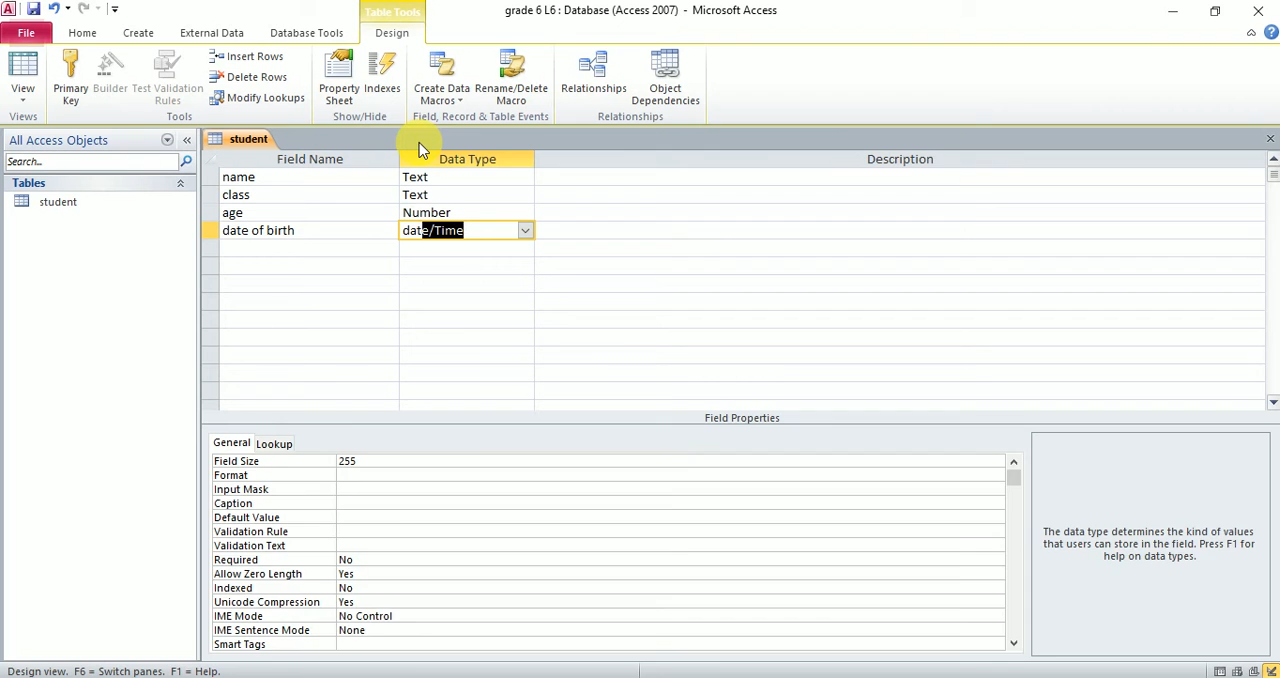 grade 6 L6 : Database (Access 2007) - Microsoft Access
Table Tools
File Home Create External Data Database Tools Design
View
Views
Primary Key
Builder
Test Validation Rules
Insert Rows
Delete Rows
Modify Lookups
Tools
Property Sheet
Indexes
Show/Hide
Create Data Macros
Rename/Delete Macro
Field, Record & Table Events
Relationships
Object Dependencies
Relationships
All Access Objects
Search...
Tables
student
student
Field Name Data Type Description
name Text
class Text
age Number
date of birth date/Time
Field Properties
General Lookup
Field Size 255
Format
Input Mask
Caption
Default Value
Validation Rule
Validation Text
Required No
Allow Zero Length Yes
Indexed No
Unicode Compression Yes
IME Mode No Control
IME Sentence Mode None
Smart Tags
The data type determines the kind of values
that users can store in the field. Press F1 for
help on data types.
Design view. F6 = Switch panes. F1 = Help.